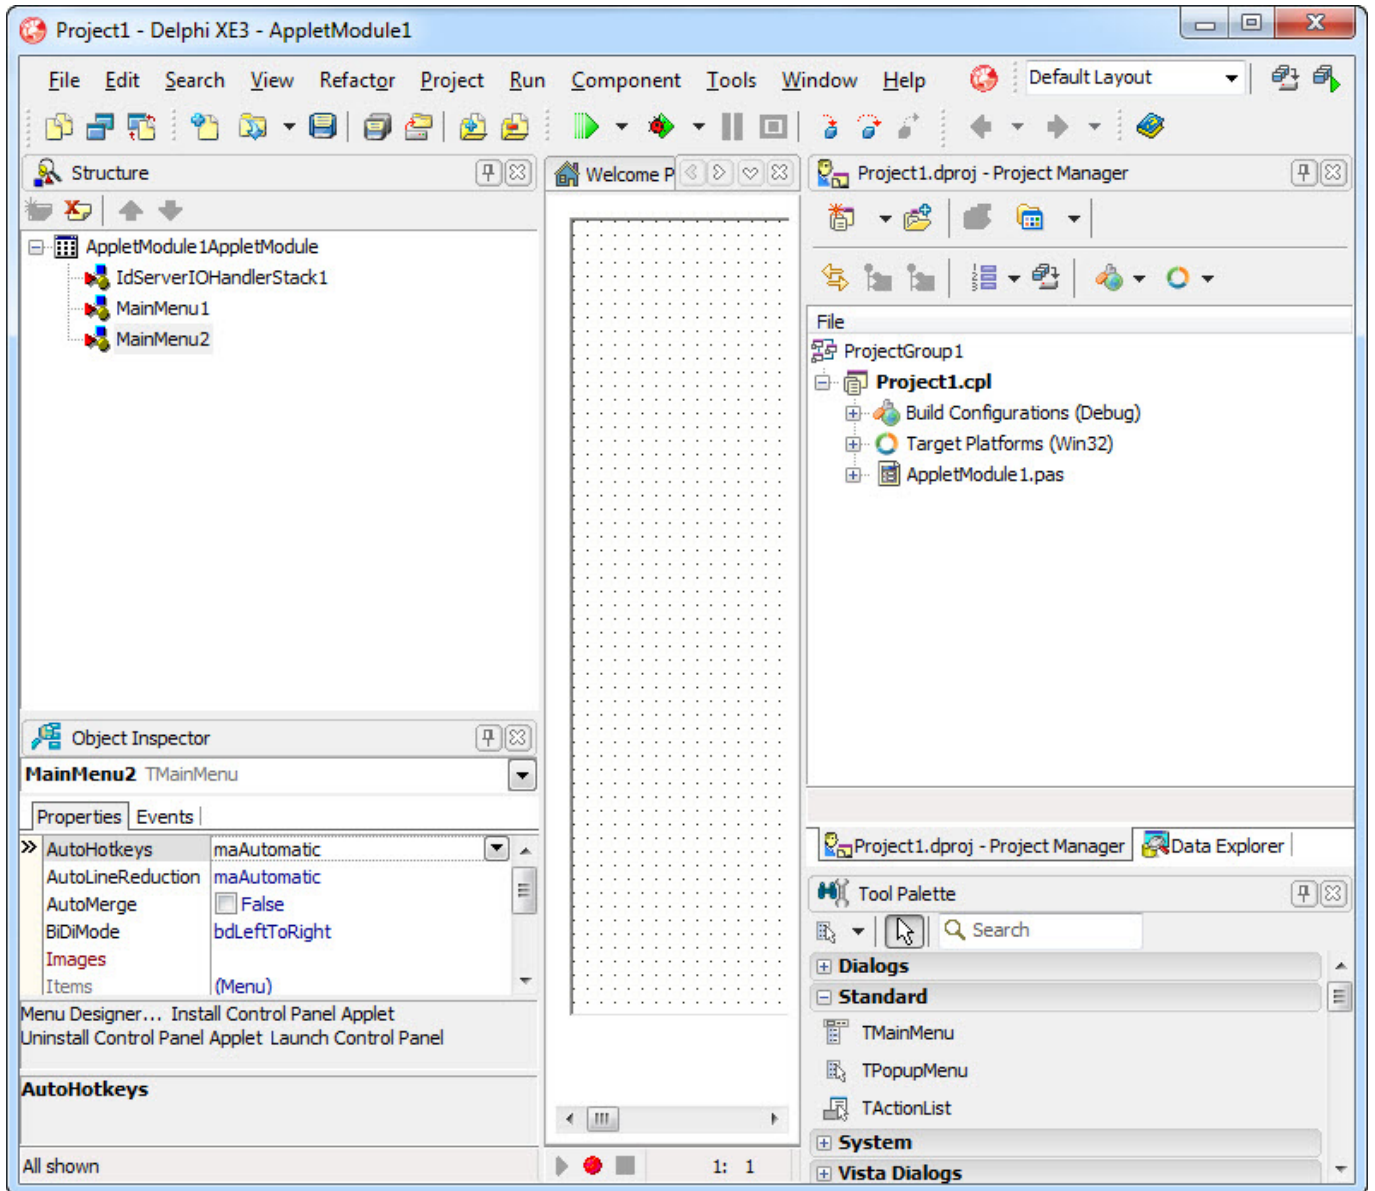 Project1 - Delphi XE3 - AppletModule1
File Edit Search View Refactor Project Run Component Tools Window Help Default Layout
Structure
AppletModule1AppletModule
IdServerIOHandlerStack1
MainMenu1
MainMenu2
Object Inspector
MainMenu2 TMainMenu
Properties Events
AutoHotkeys maAutomatic
AutoLineReduction maAutomatic
AutoMerge False
BiDiMode bdLeftToRight
Images
Items (Menu)
Menu Designer... Install Control Panel Applet
Uninstall Control Panel Applet Launch Control Panel
AutoHotkeys
All shown
Welcome P
1: 1
Project1.dproj - Project Manager
File
ProjectGroup1
Project1.cpl
Build Configurations (Debug)
Target Platforms (Win32)
AppletModule1.pas
Project1.dproj - Project Manager Data Explorer
Tool Palette
Search
Dialogs
Standard
TMainMenu
TPopupMenu
TActionList
System
Vista Dialogs